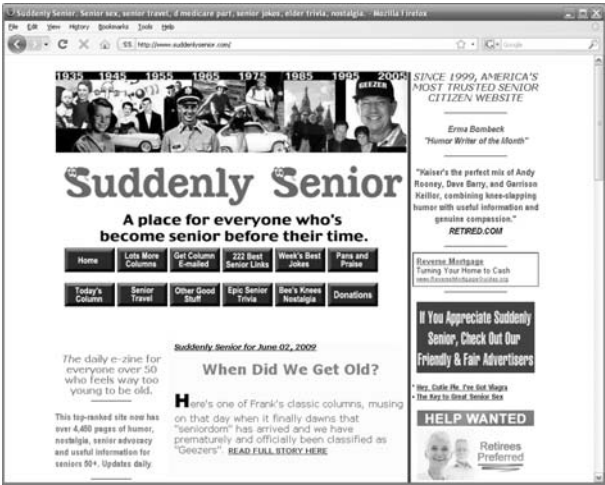 Suddenly Senior. Senior sex, senior travel, d medicare part, senior jokes, elder trivia, nostalgia. - Mozilla Firefox
File Edit View History Bookmarks Tools Help
http://www.suddenlysenior.com/
Google
1935 1945 1955 1965 1975 1985 1995 2005
GEEZER
Suddenly Senior
A place for everyone who's
become senior before their time.
Home
Lots More
Columns
Get Column
E-mailed
222 Best
Senior Links
Week's Best
Jokes
Pans and
Praise
Today's
Column
Senior
Travel
Other Good
Stuff
Epic Senior
Trivia
Bee's Knees
Nostalgia
Donations
The daily e-zine for
everyone over 50
who feels way too
young to be old.
This top-ranked site now has
over 4,450 pages of humor,
nostalgia, senior advocacy
and useful information for
seniors 50+. Updates daily
Suddenly Senior for June 02, 2009
When Did We Get Old?
Here's one of Frank's classic columns, musing
on that day when it finally dawns that
"seniordom" has arrived and we have
prematurely and officially been classified as
"Geezers". READ FULL STORY HERE
SINCE 1999, AMERICA'S
MOST TRUSTED SENIOR
CITIZEN WEBSITE
Erma Bombeck
"Humor Writer of the Month"
"Kaiser's the perfect mix of Andy
Rooney, Dave Barry, and Garrison
Keillor, combining knee-slapping
humor with useful information and
genuine compassion."
RETIRED.COM
Reverse Mortgage
Turning Your Home to Cash
www.ReverseMortgageGuides.org
If You Appreciate Suddenly
Senior, Check Out Our
Friendly & Fair Advertisers
* Hey, Cutie Pie, I've Got Viagra
* The Key to Great Senior Sex
HELP WANTED
Retirees
Preferred